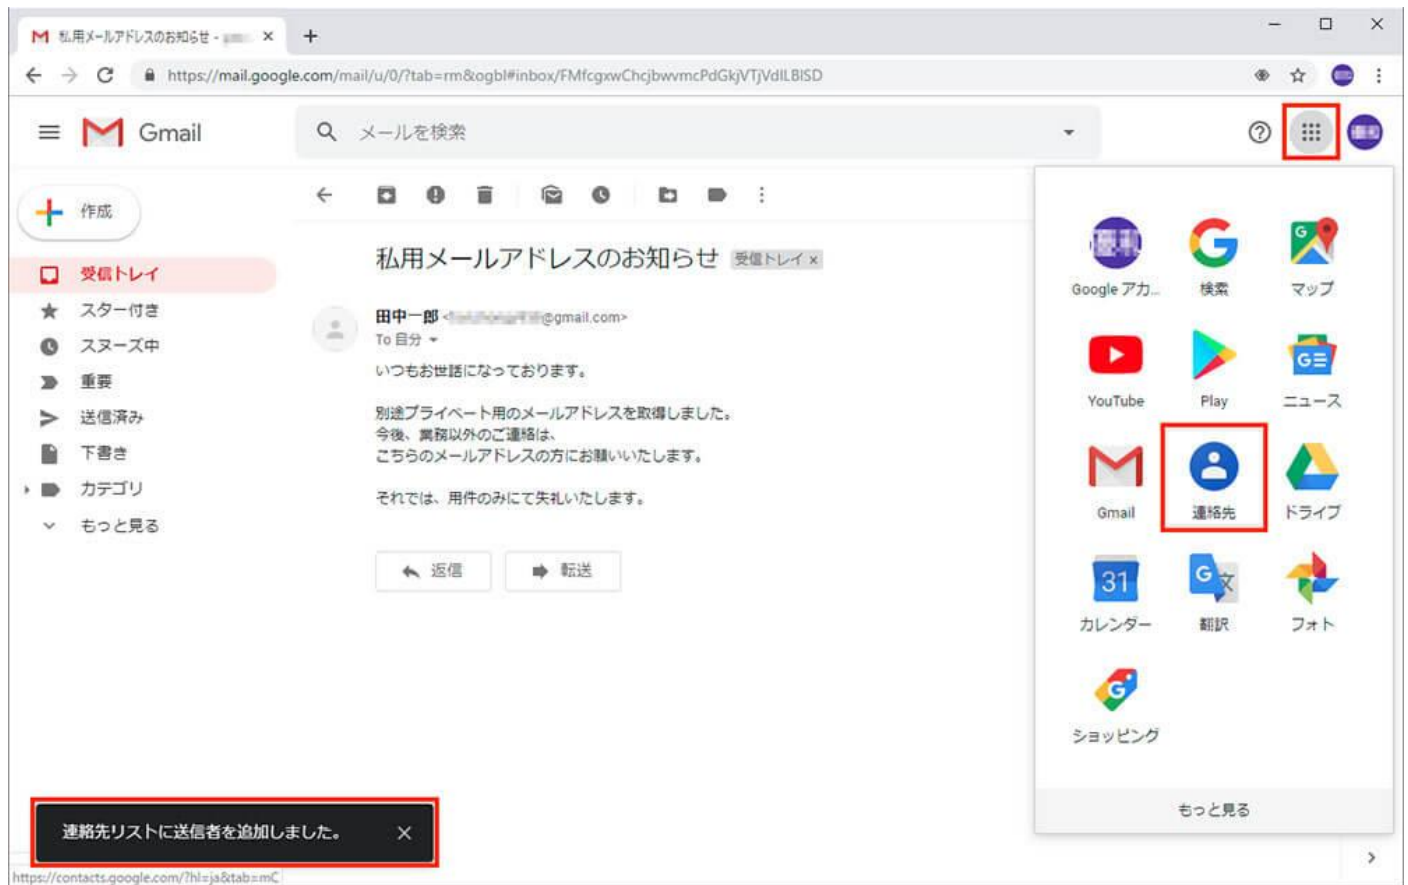 私用メールアドレスのお知らせ -
https://mail.google.com/mail/u/0/?tab=rm&ogbl#inbox/FMfcgxwChcjbwvmcPdGkjVTjVdlLBlSD
Gmail
メールを検索
作成
受信トレイ
スター付き
スヌーズ中
重要
送信済み
下書き
カテゴリ
もっと見る
私用メールアドレスのお知らせ 受信トレイ x
田中一郎 < @gmail.com>
To 自分
いつもお世話になっております。
別途プライベート用のメールアドレスを取得しました。
今後、業務以外のご連絡は、
こちらのメールアドレスの方にお願いいたします。
それでは、用件のみにて失礼いたします。
返信 転送
Google アカ... 検索 マップ
YouTube Play ニュース
Gmail 連絡先 ドライブ
31
カレンダー 翻訳 フォト
ショッピング
もっと見る
連絡先リストに送信者を追加しました。
https://contacts.google.com/?hl=ja&tab=mC